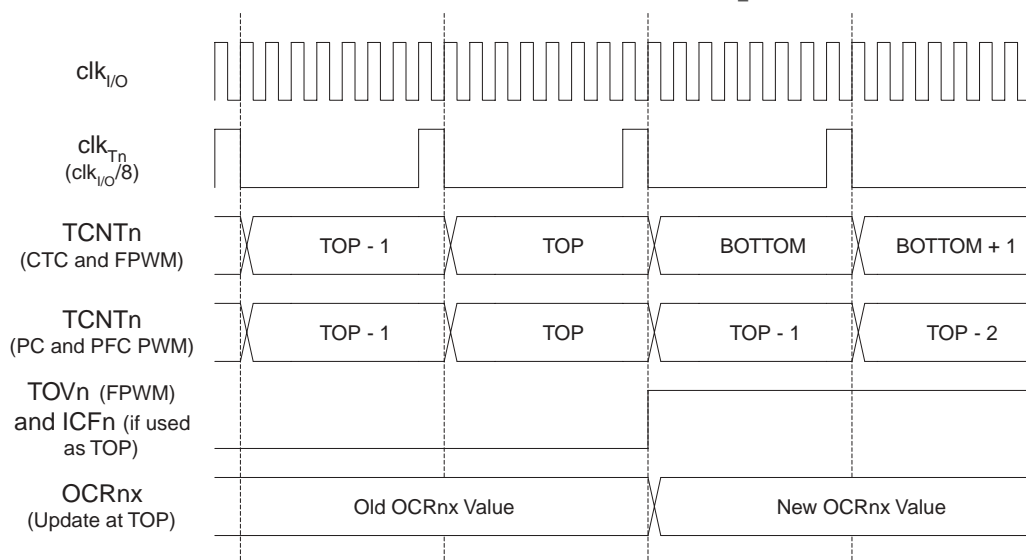 clkI/O
clkTn
(clkI/O/8)
TCNTn
(CTC and FPWM)
TOP - 1
TOP
BOTTOM
BOTTOM + 1
TCNTn
(PC and PFC PWM)
TOP - 1
TOP
TOP - 1
TOP - 2
TOVn (FPWM)
and ICFn (if used
as TOP)
OCRnx
(Update at TOP)
Old OCRnx Value
New OCRnx Value